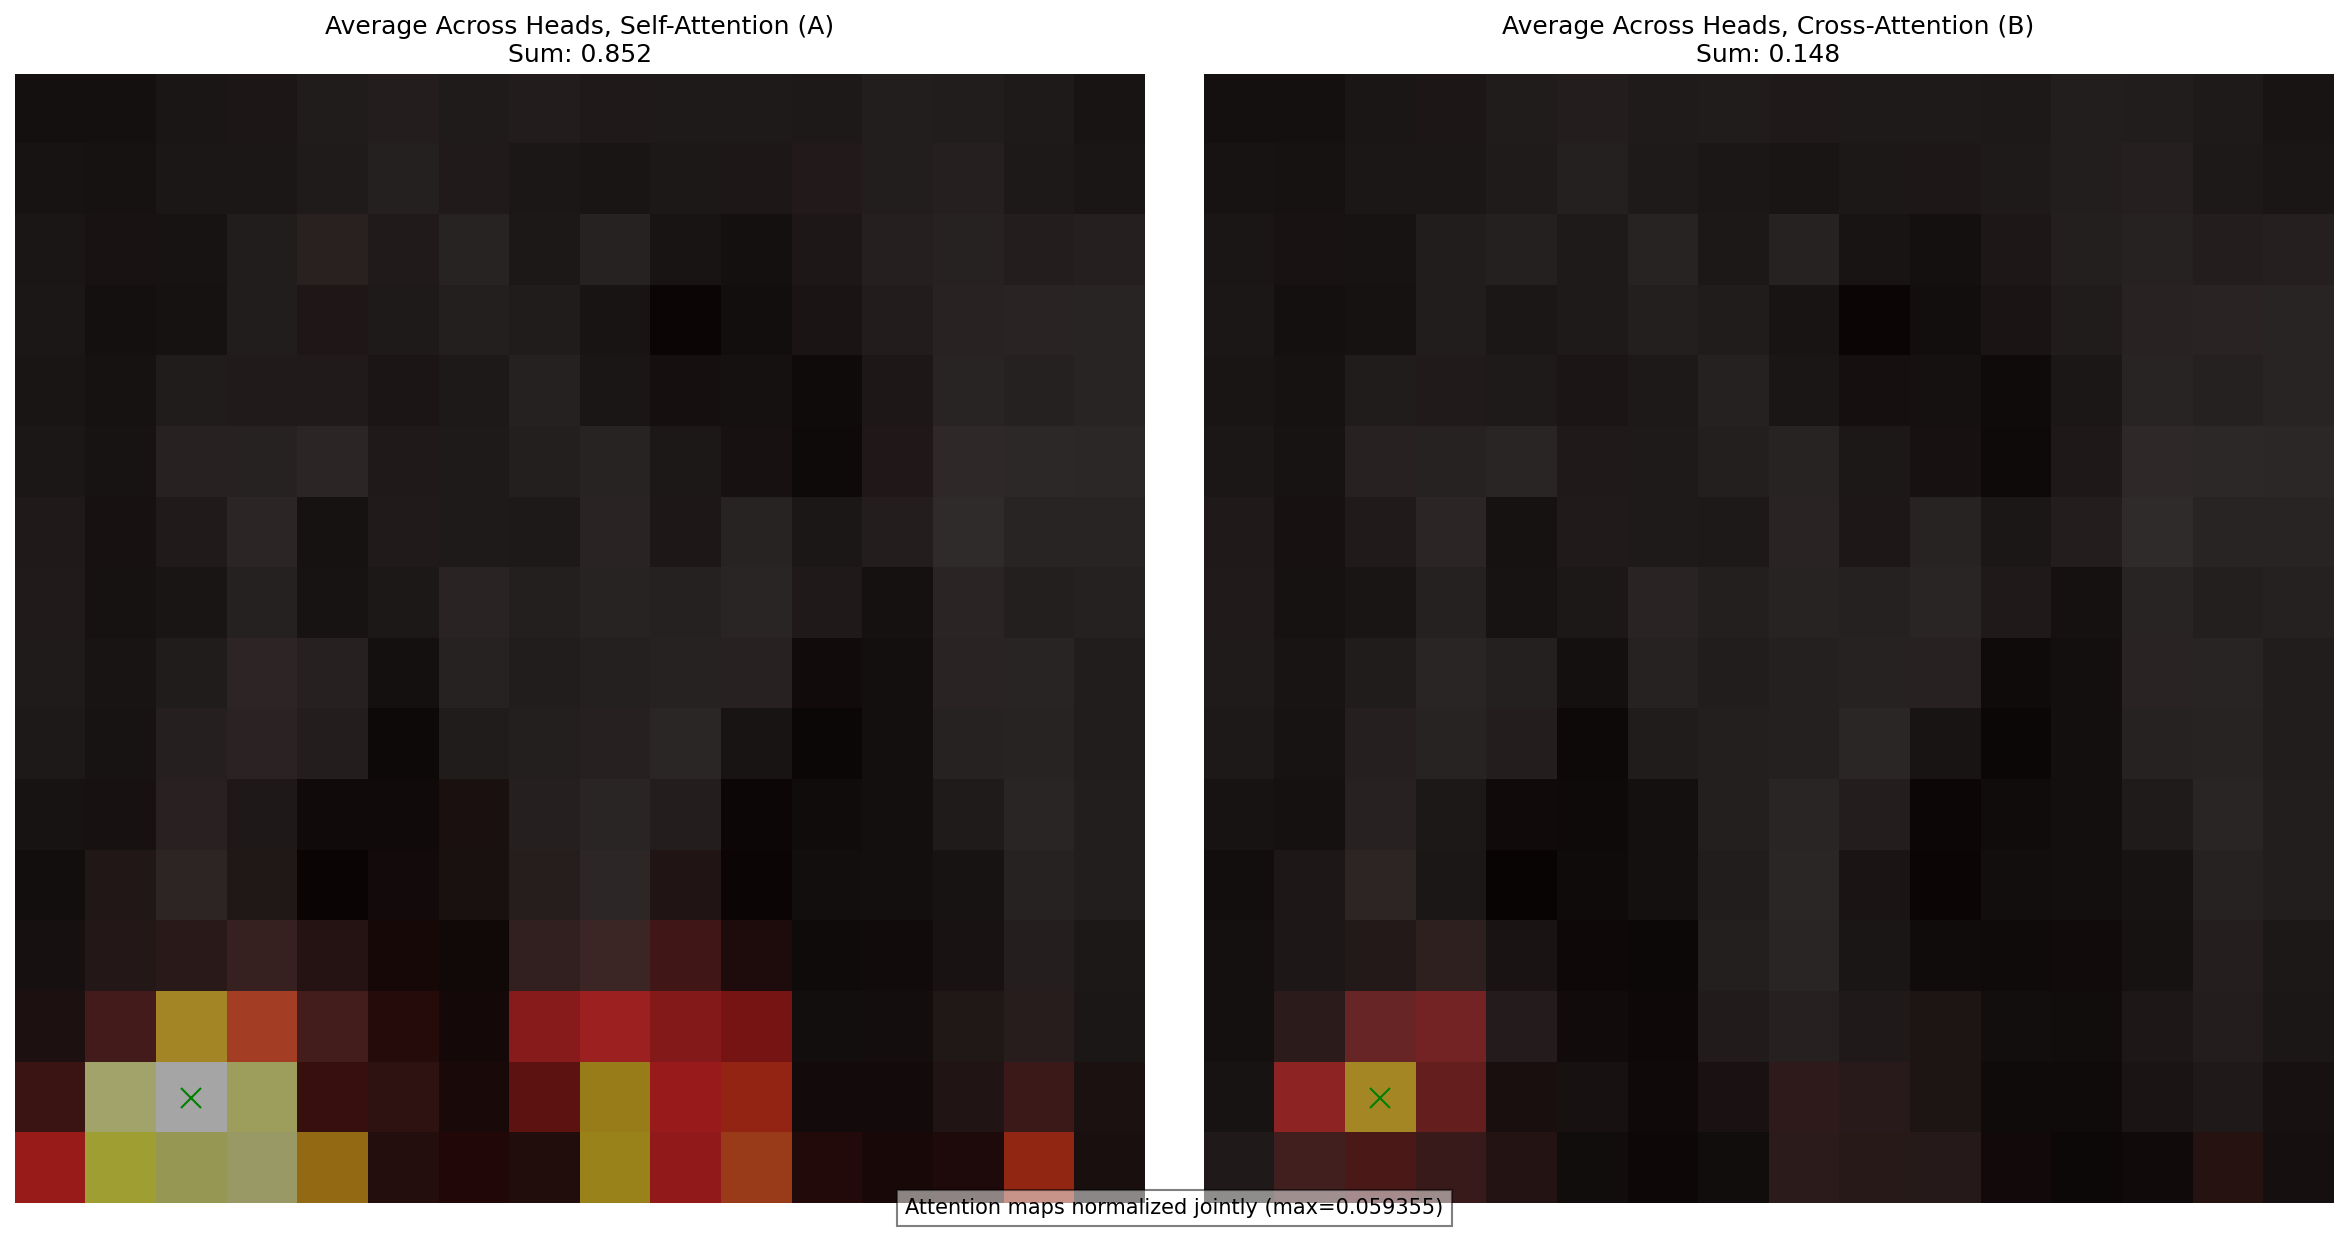 Average Across Heads, Self-Attention (A)
Sum: 0.852
Average Across Heads, Cross-Attention (B)
Sum: 0.148
Attention maps normalized jointly (max=0.059355)